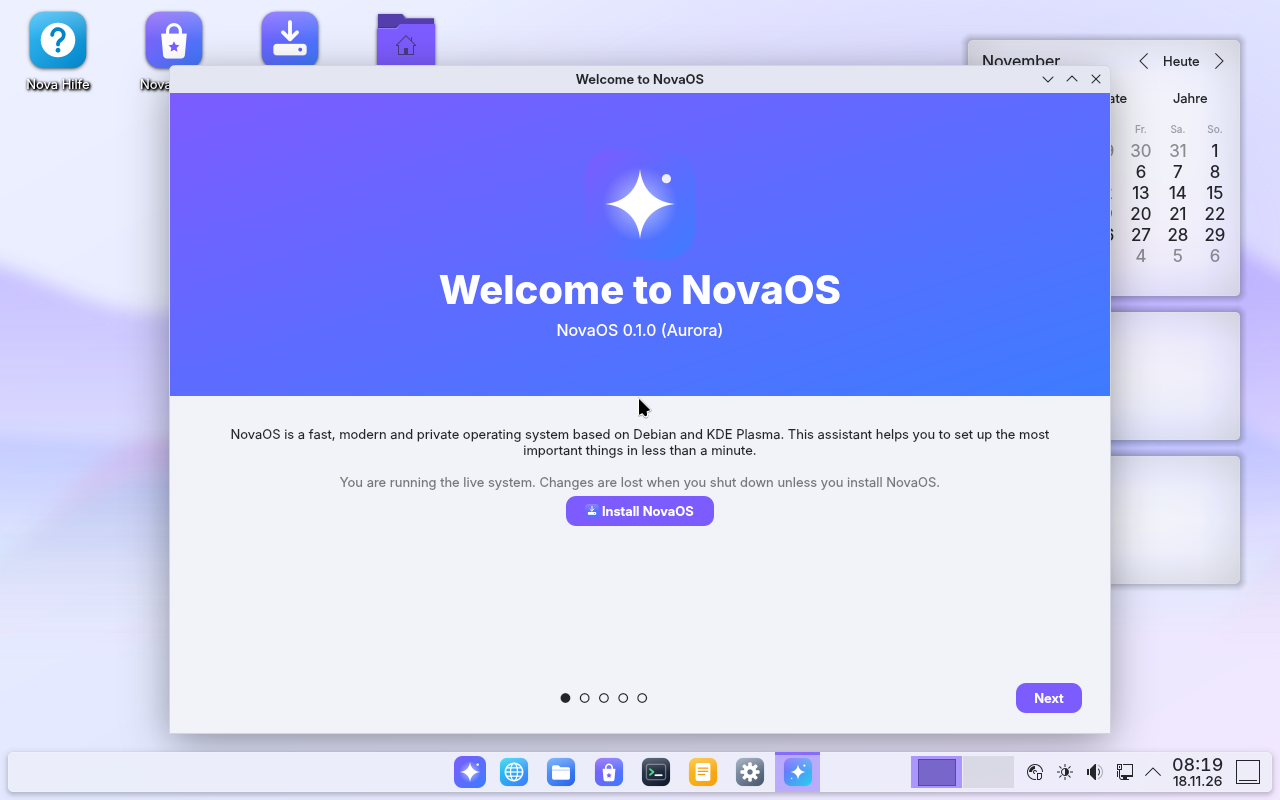 Nova Hilfe
Welcome to NovaOS
November
Heute
Jahre
Fr. Sa. So.
30 31 1
6 7 8
13 14 15
20 21 22
27 28 29
4 5 6
Welcome to NovaOS
NovaOS 0.1.0 (Aurora)
NovaOS is a fast, modern and private operating system based on Debian and KDE Plasma. This assistant helps you to set up the most
important things in less than a minute.
You are running the live system. Changes are lost when you shut down unless you install NovaOS.
Install NovaOS
Next
08:19
18.11.26